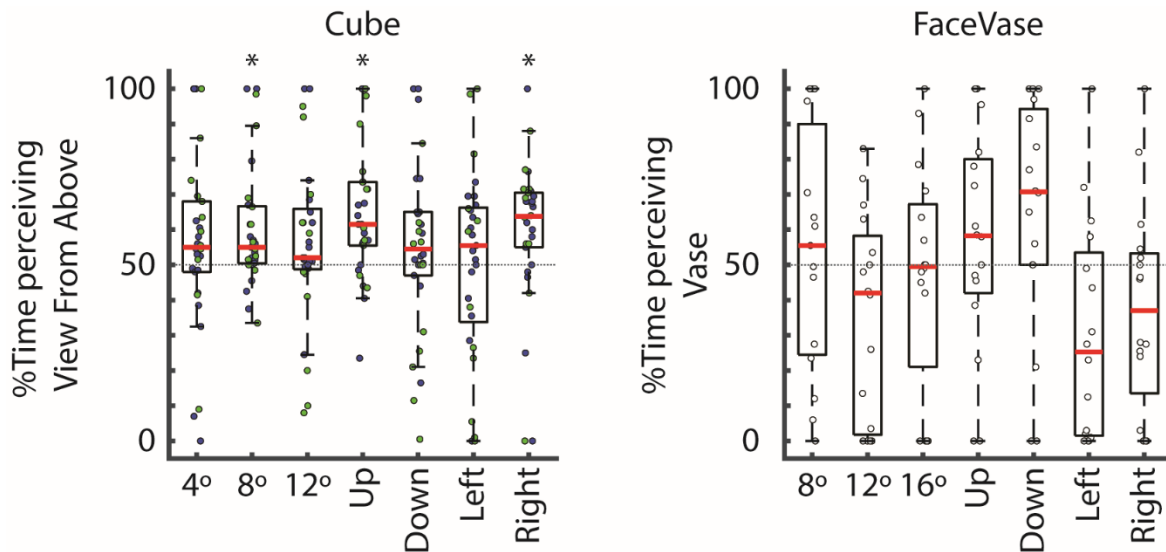 Cube
* * *
%Time perceiving
View From Above
100
50
0
4º
8º
12º
Up
Down
Left
Right
FaceVase
%Time perceiving
Vase
100
50
0
8º
12º
16º
Up
Down
Left
Right